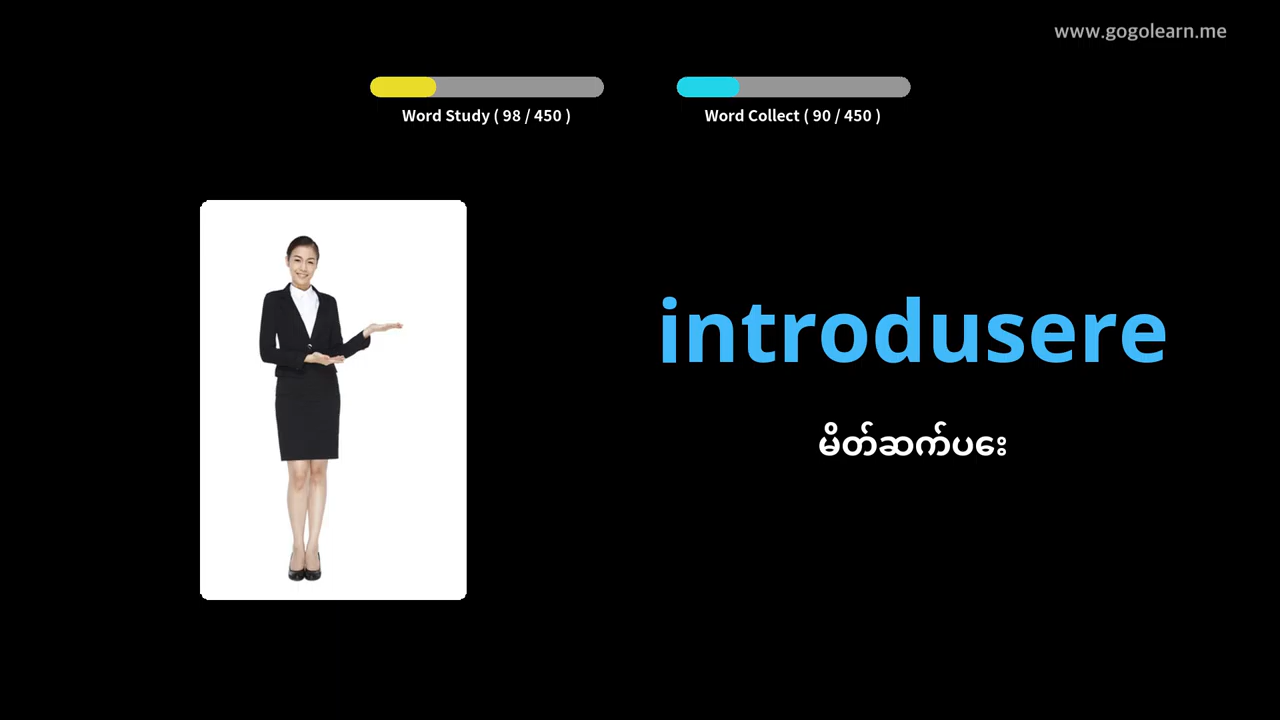 www.gogolearn.me
Word Study ( 98 / 450 )
Word Collect ( 90 / 450 )
introdusere
မိတ်ဆက်ပေး